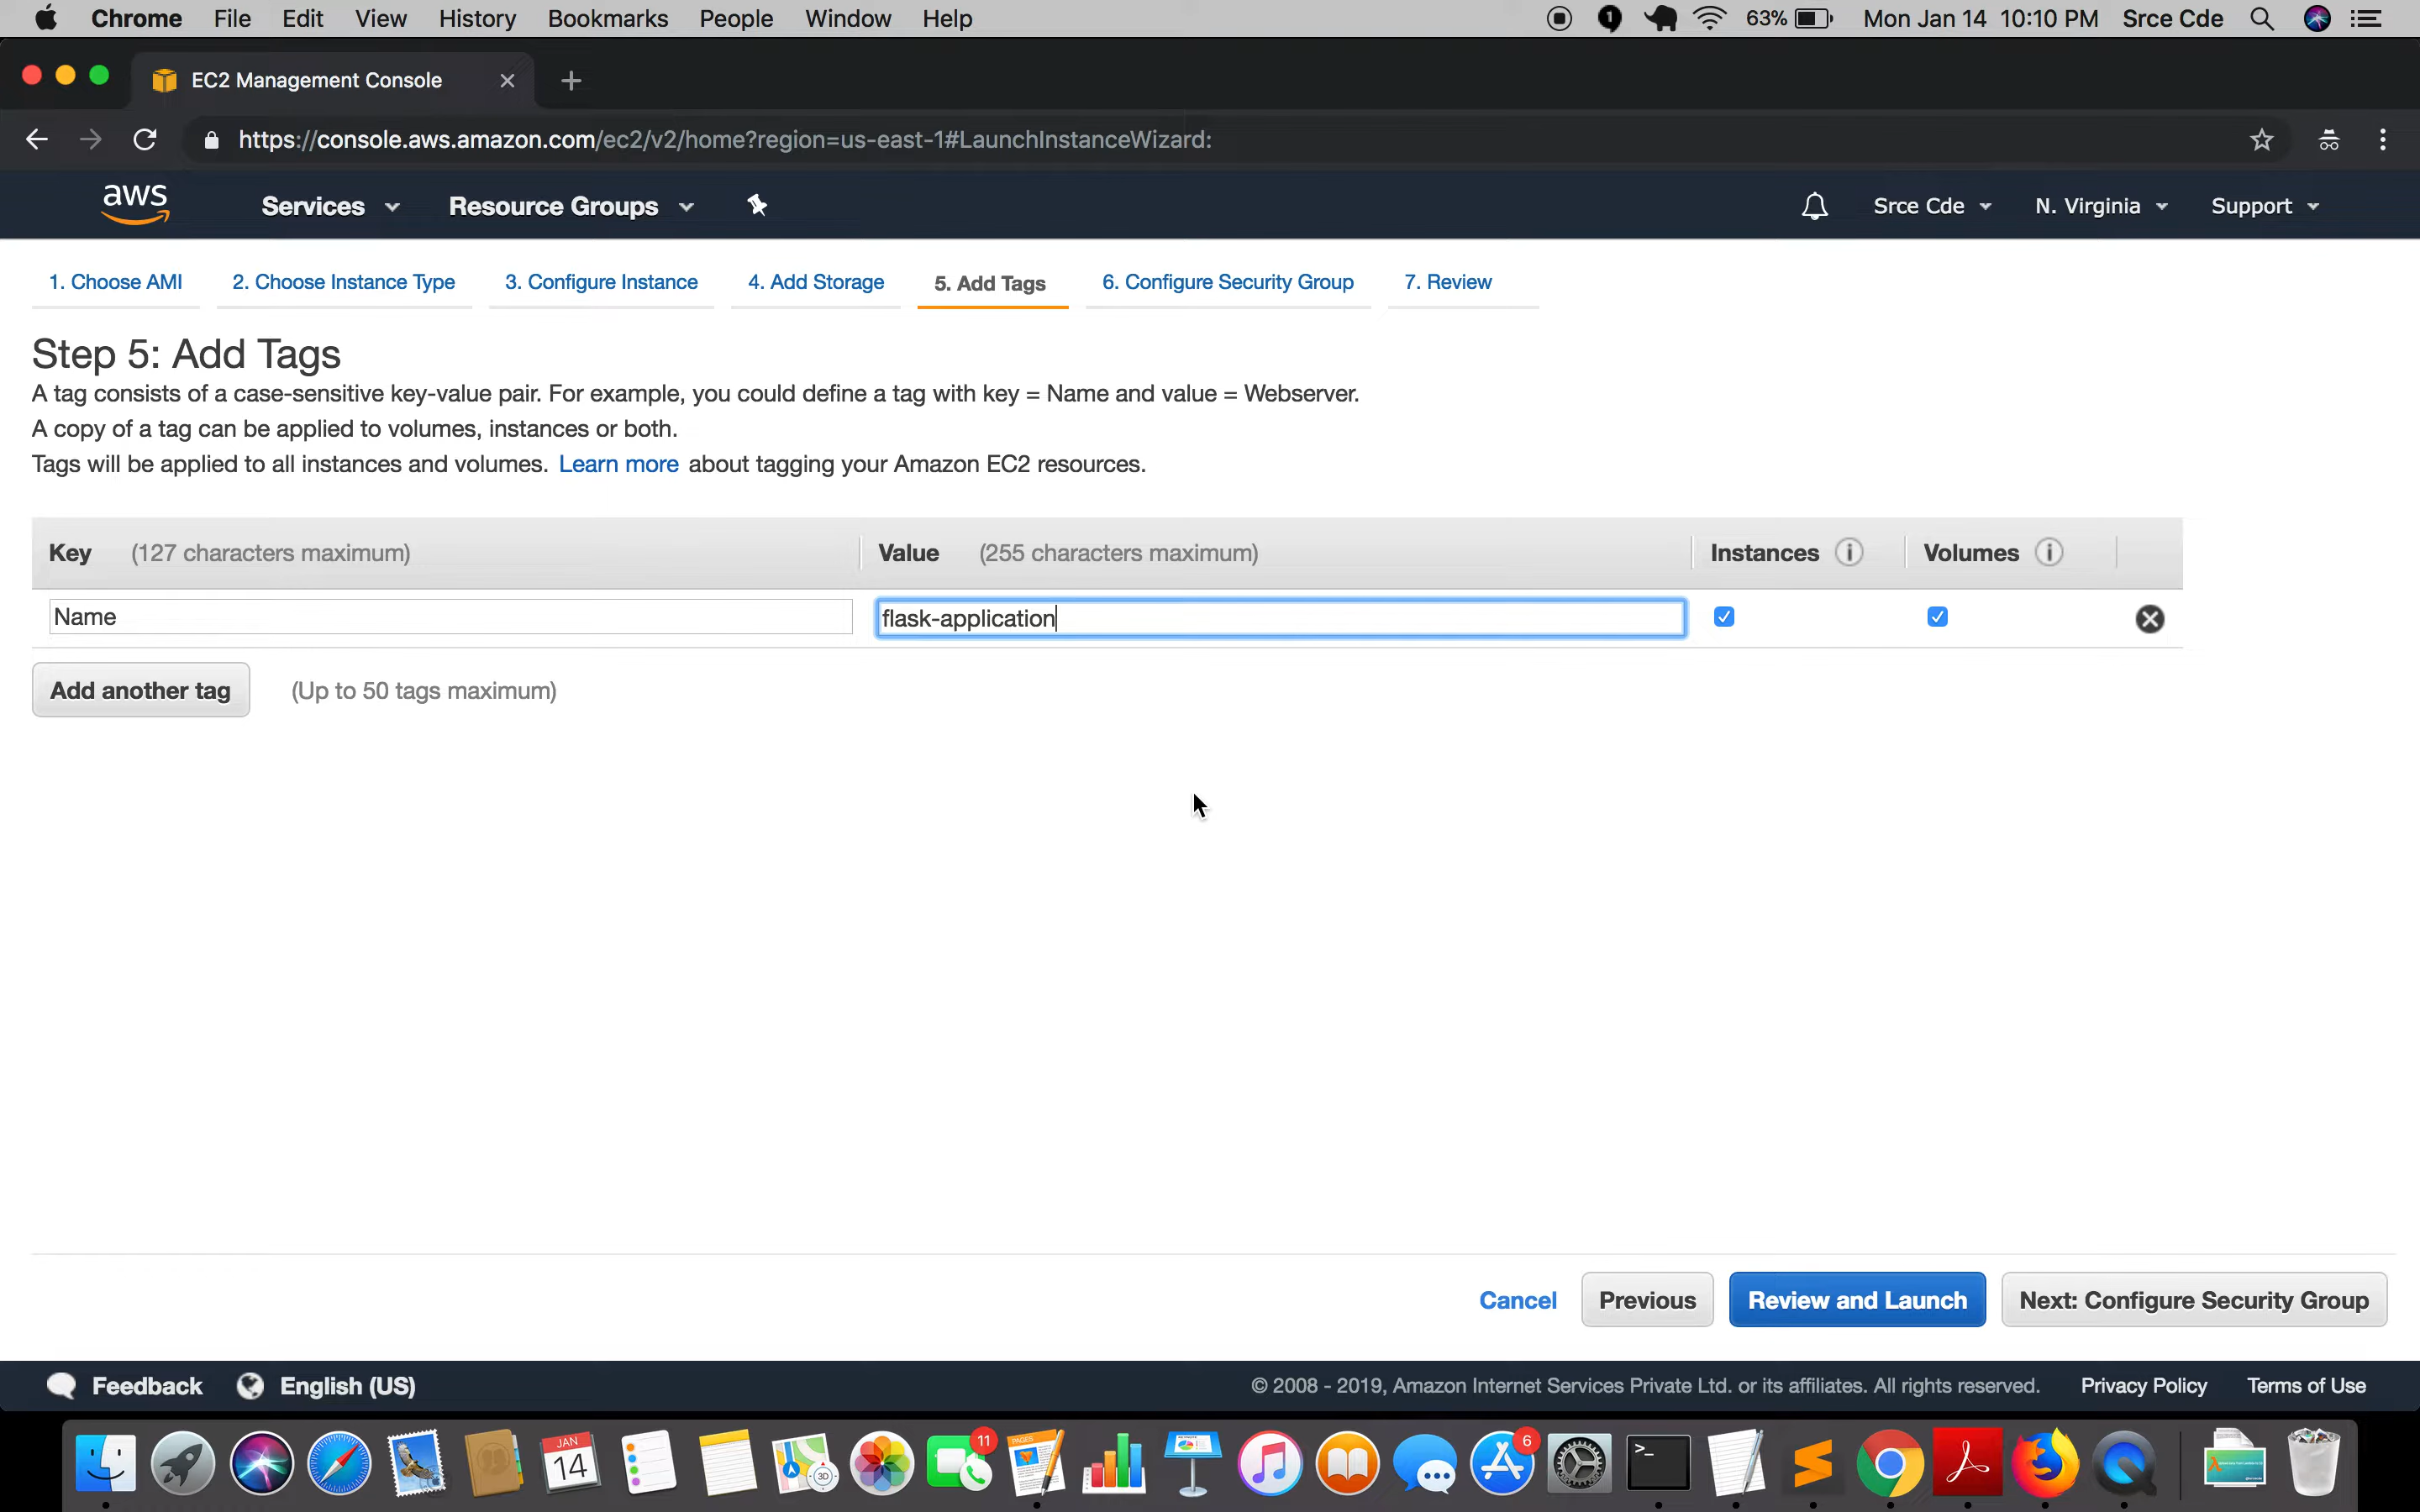 Chrome File Edit View History Bookmarks People Window Help 1 63% Mon Jan 14 10:10 PM Srce Cde
EC2 Management Console
https://console.aws.amazon.com/ec2/v2/home?region=us-east-1#LaunchInstanceWizard:
aws Services Resource Groups Srce Cde N. Virginia Support
1. Choose AMI 2. Choose Instance Type 3. Configure Instance 4. Add Storage 5. Add Tags 6. Configure Security Group 7. Review
Step 5: Add Tags
A tag consists of a case-sensitive key-value pair. For example, you could define a tag with key = Name and value = Webserver.
A copy of a tag can be applied to volumes, instances or both.
Tags will be applied to all instances and volumes. Learn more about tagging your Amazon EC2 resources.
Key (127 characters maximum) Value (255 characters maximum) Instances i Volumes i
Name flask-application
Add another tag (Up to 50 tags maximum)
Cancel Previous Review and Launch Next: Configure Security Group
Feedback English (US) © 2008 - 2019, Amazon Internet Services Private Ltd. or its affiliates. All rights reserved. Privacy Policy Terms of Use
JAN
14
3D
11
PAGES
6
>_